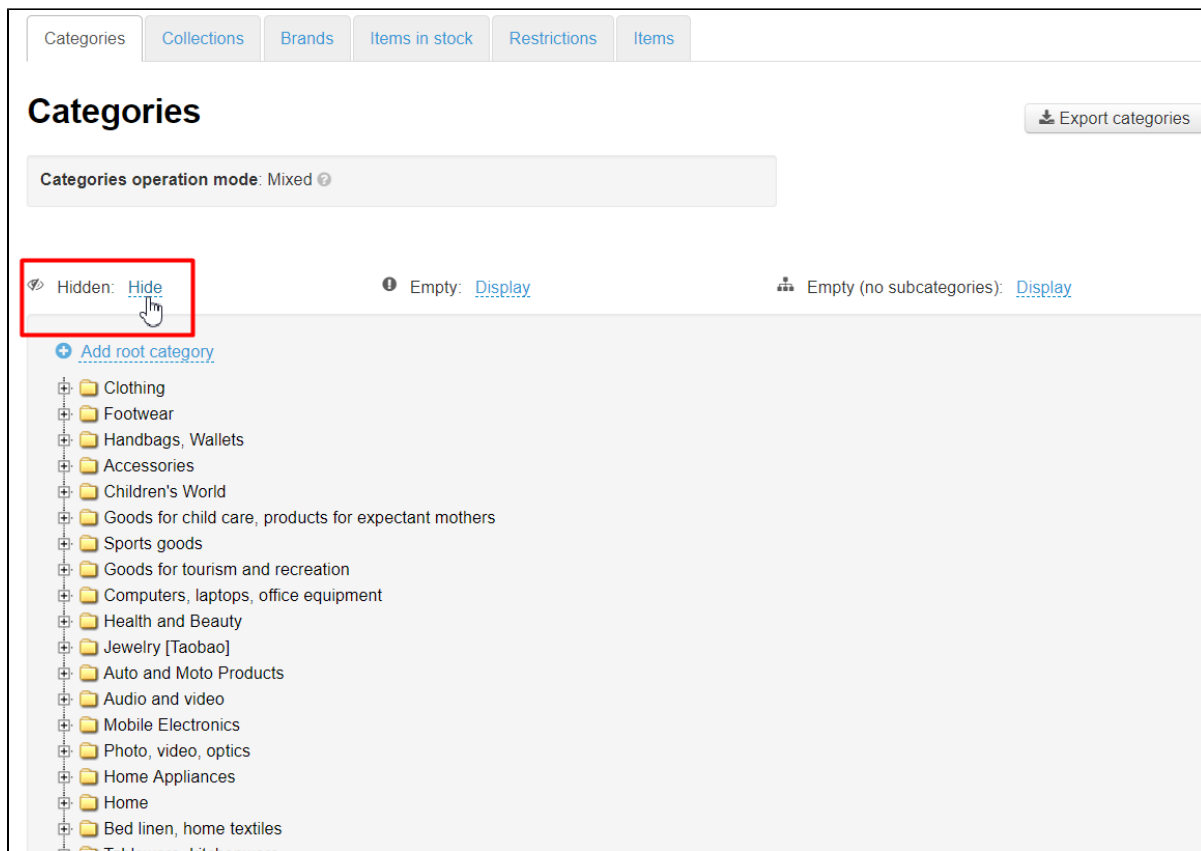 Categories Collections Brands Items in stock Restrictions Items
Categories
Export categories
Categories operation mode: Mixed
Hidden: Hide Empty: Display Empty (no subcategories): Display
Add root category
Clothing
Footwear
Handbags, Wallets
Accessories
Children's World
Goods for child care, products for expectant mothers
Sports goods
Goods for tourism and recreation
Computers, laptops, office equipment
Health and Beauty
Jewelry [Taobao]
Auto and Moto Products
Audio and video
Mobile Electronics
Photo, video, optics
Home Appliances
Home
Bed linen, home textiles